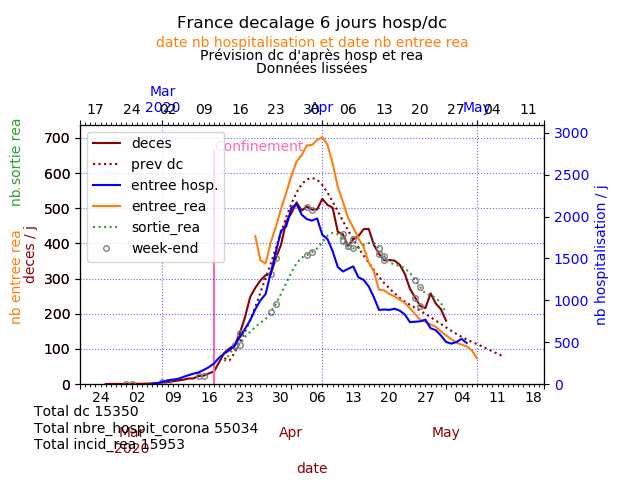 France decalage 6 jours hosp/dc
date nb hospitalisation et date nb entree rea
Prévision dc d'après hosp et rea
Données lissées
Mar
2020
Apr
May
17 24 02 09 16 23 30 06 13 20 27 04 11
nb sortie rea
nb entree rea
deces / j
700
600
500
400
300
200
100
0
3000
2500
2000
1500
1000
500
0
nb hospitalisation / j
deces
prev dc
entree hosp.
entree_rea
sortie_rea
week-end
Confinement
24 02 09 16 23 30 06 13 20 27 04 11 18
Mar
2020
Apr
May
Total dc 15350
Total nbre_hospit_corona 55034
Total incid_rea 15953
date